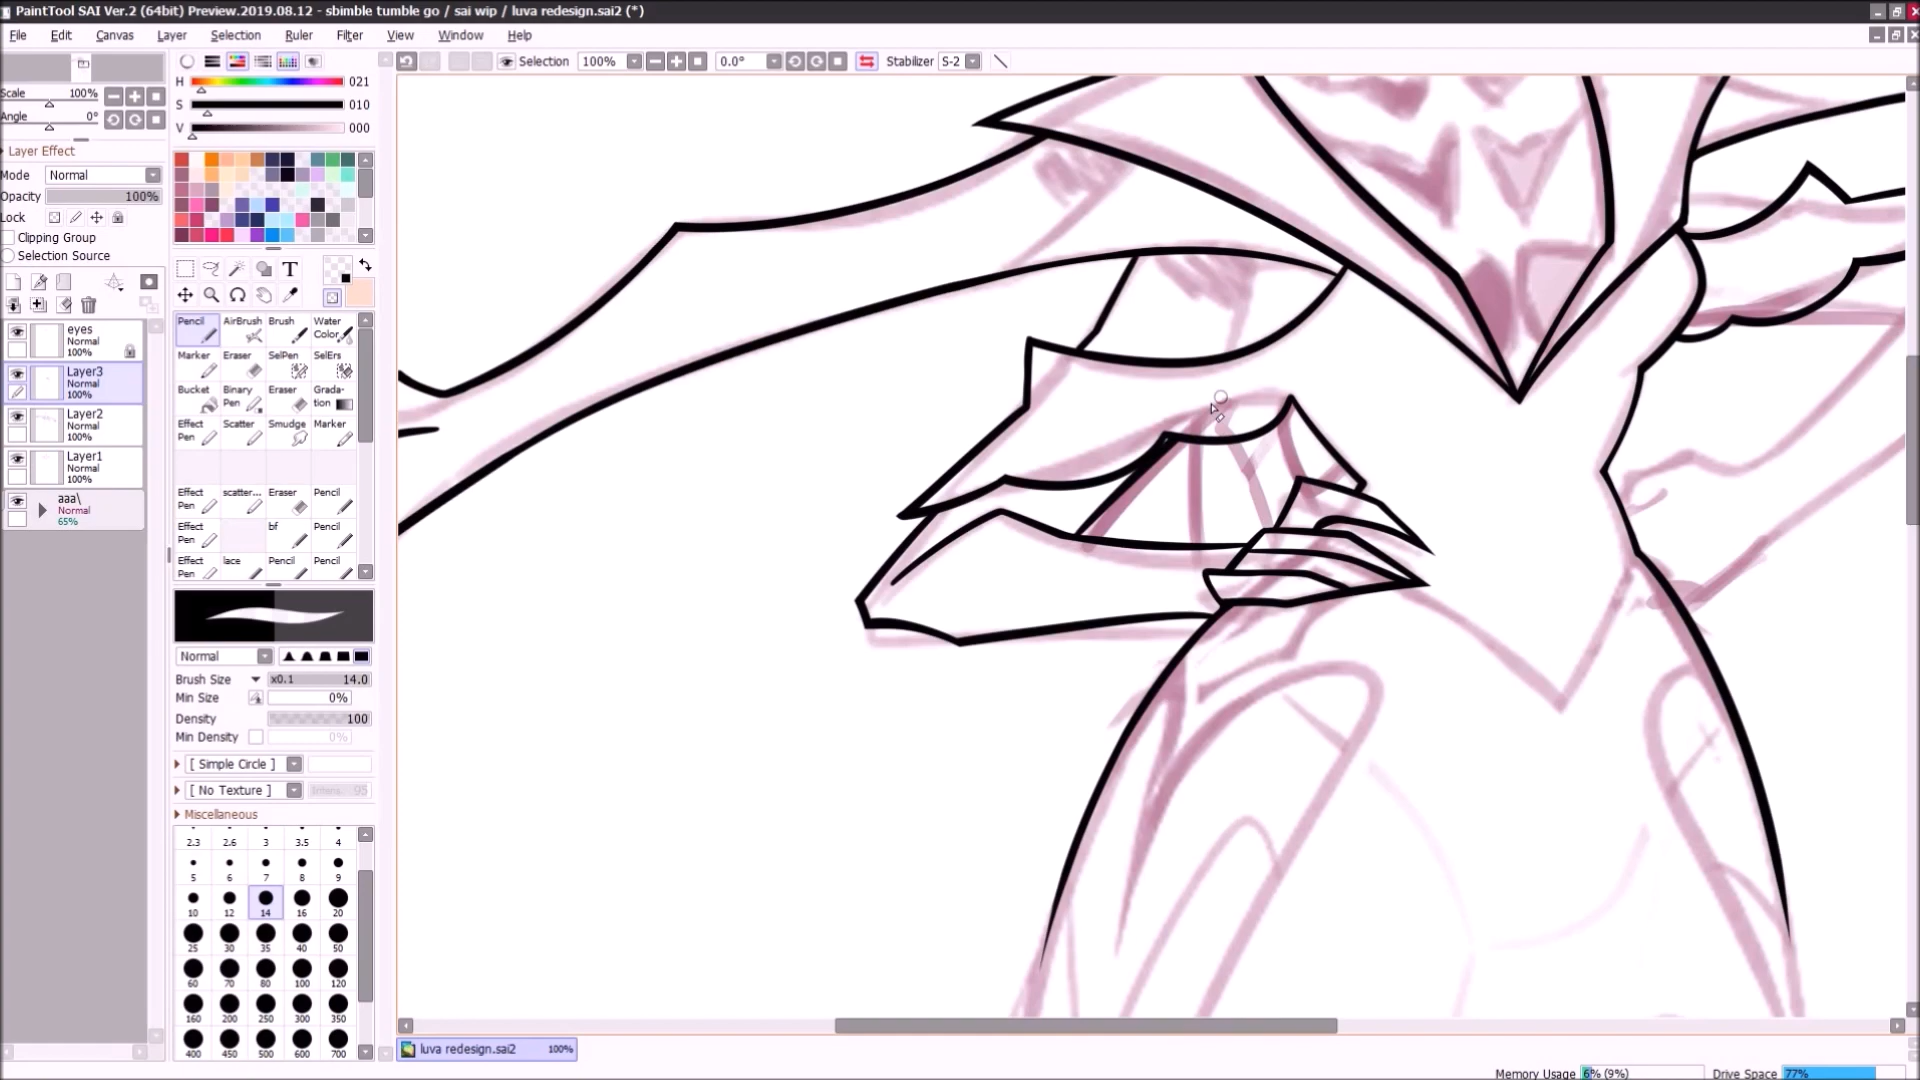 PaintTool SAI Ver.2 (64bit) Preview.2019.08.12 - sbimble tumble go / sai wip / luva redesign.sai2 (*)
File Edit Canvas Layer Selection Ruler Filter View Window Help
Selection 100% 0.0° Stabilizer S-2
H 021
S 010
V 000
Scale 100%
Angle 0°
Layer Effect
Mode Normal
Opacity 100%
Lock
Clipping Group
Selection Source
eyes
Normal
100%
Layer3
Normal
100%
Layer2
Normal
100%
Layer1
Normal
100%
aaa\
Normal
65%
T
Pencil AirBrush Brush Water Color
Marker Eraser SelPen SelErs
Bucket Binary Pen Eraser Grada-tion
Effect Pen Scatter Smudge Marker
Effect Pen scatter... Eraser Pencil
Effect Pen bf Pencil
Effect Pen lace Pencil Pencil
Normal
Brush Size x0.1 14.0
Min Size 0%
Density 100
Min Density 0%
[ Simple Circle ]
[ No Texture ] 95
Miscellaneous
2.3 2.6 3 3.5 4
5 6 7 8 9
10 12 14 16 20
25 30 35 40 50
60 70 80 100 120
160 200 250 300 350
400 450 500 600 700
luva redesign.sai2 100%
Memory Usage 6% (9%) Drive Space 77%